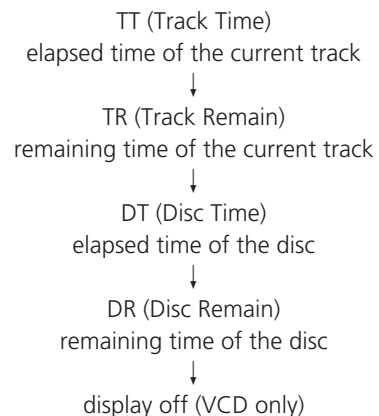 TT (Track Time)
elapsed time of the current track
TR (Track Remain)
remaining time of the current track
DT (Disc Time)
elapsed time of the disc
DR (Disc Remain)
remaining time of the disc
display off (VCD only)